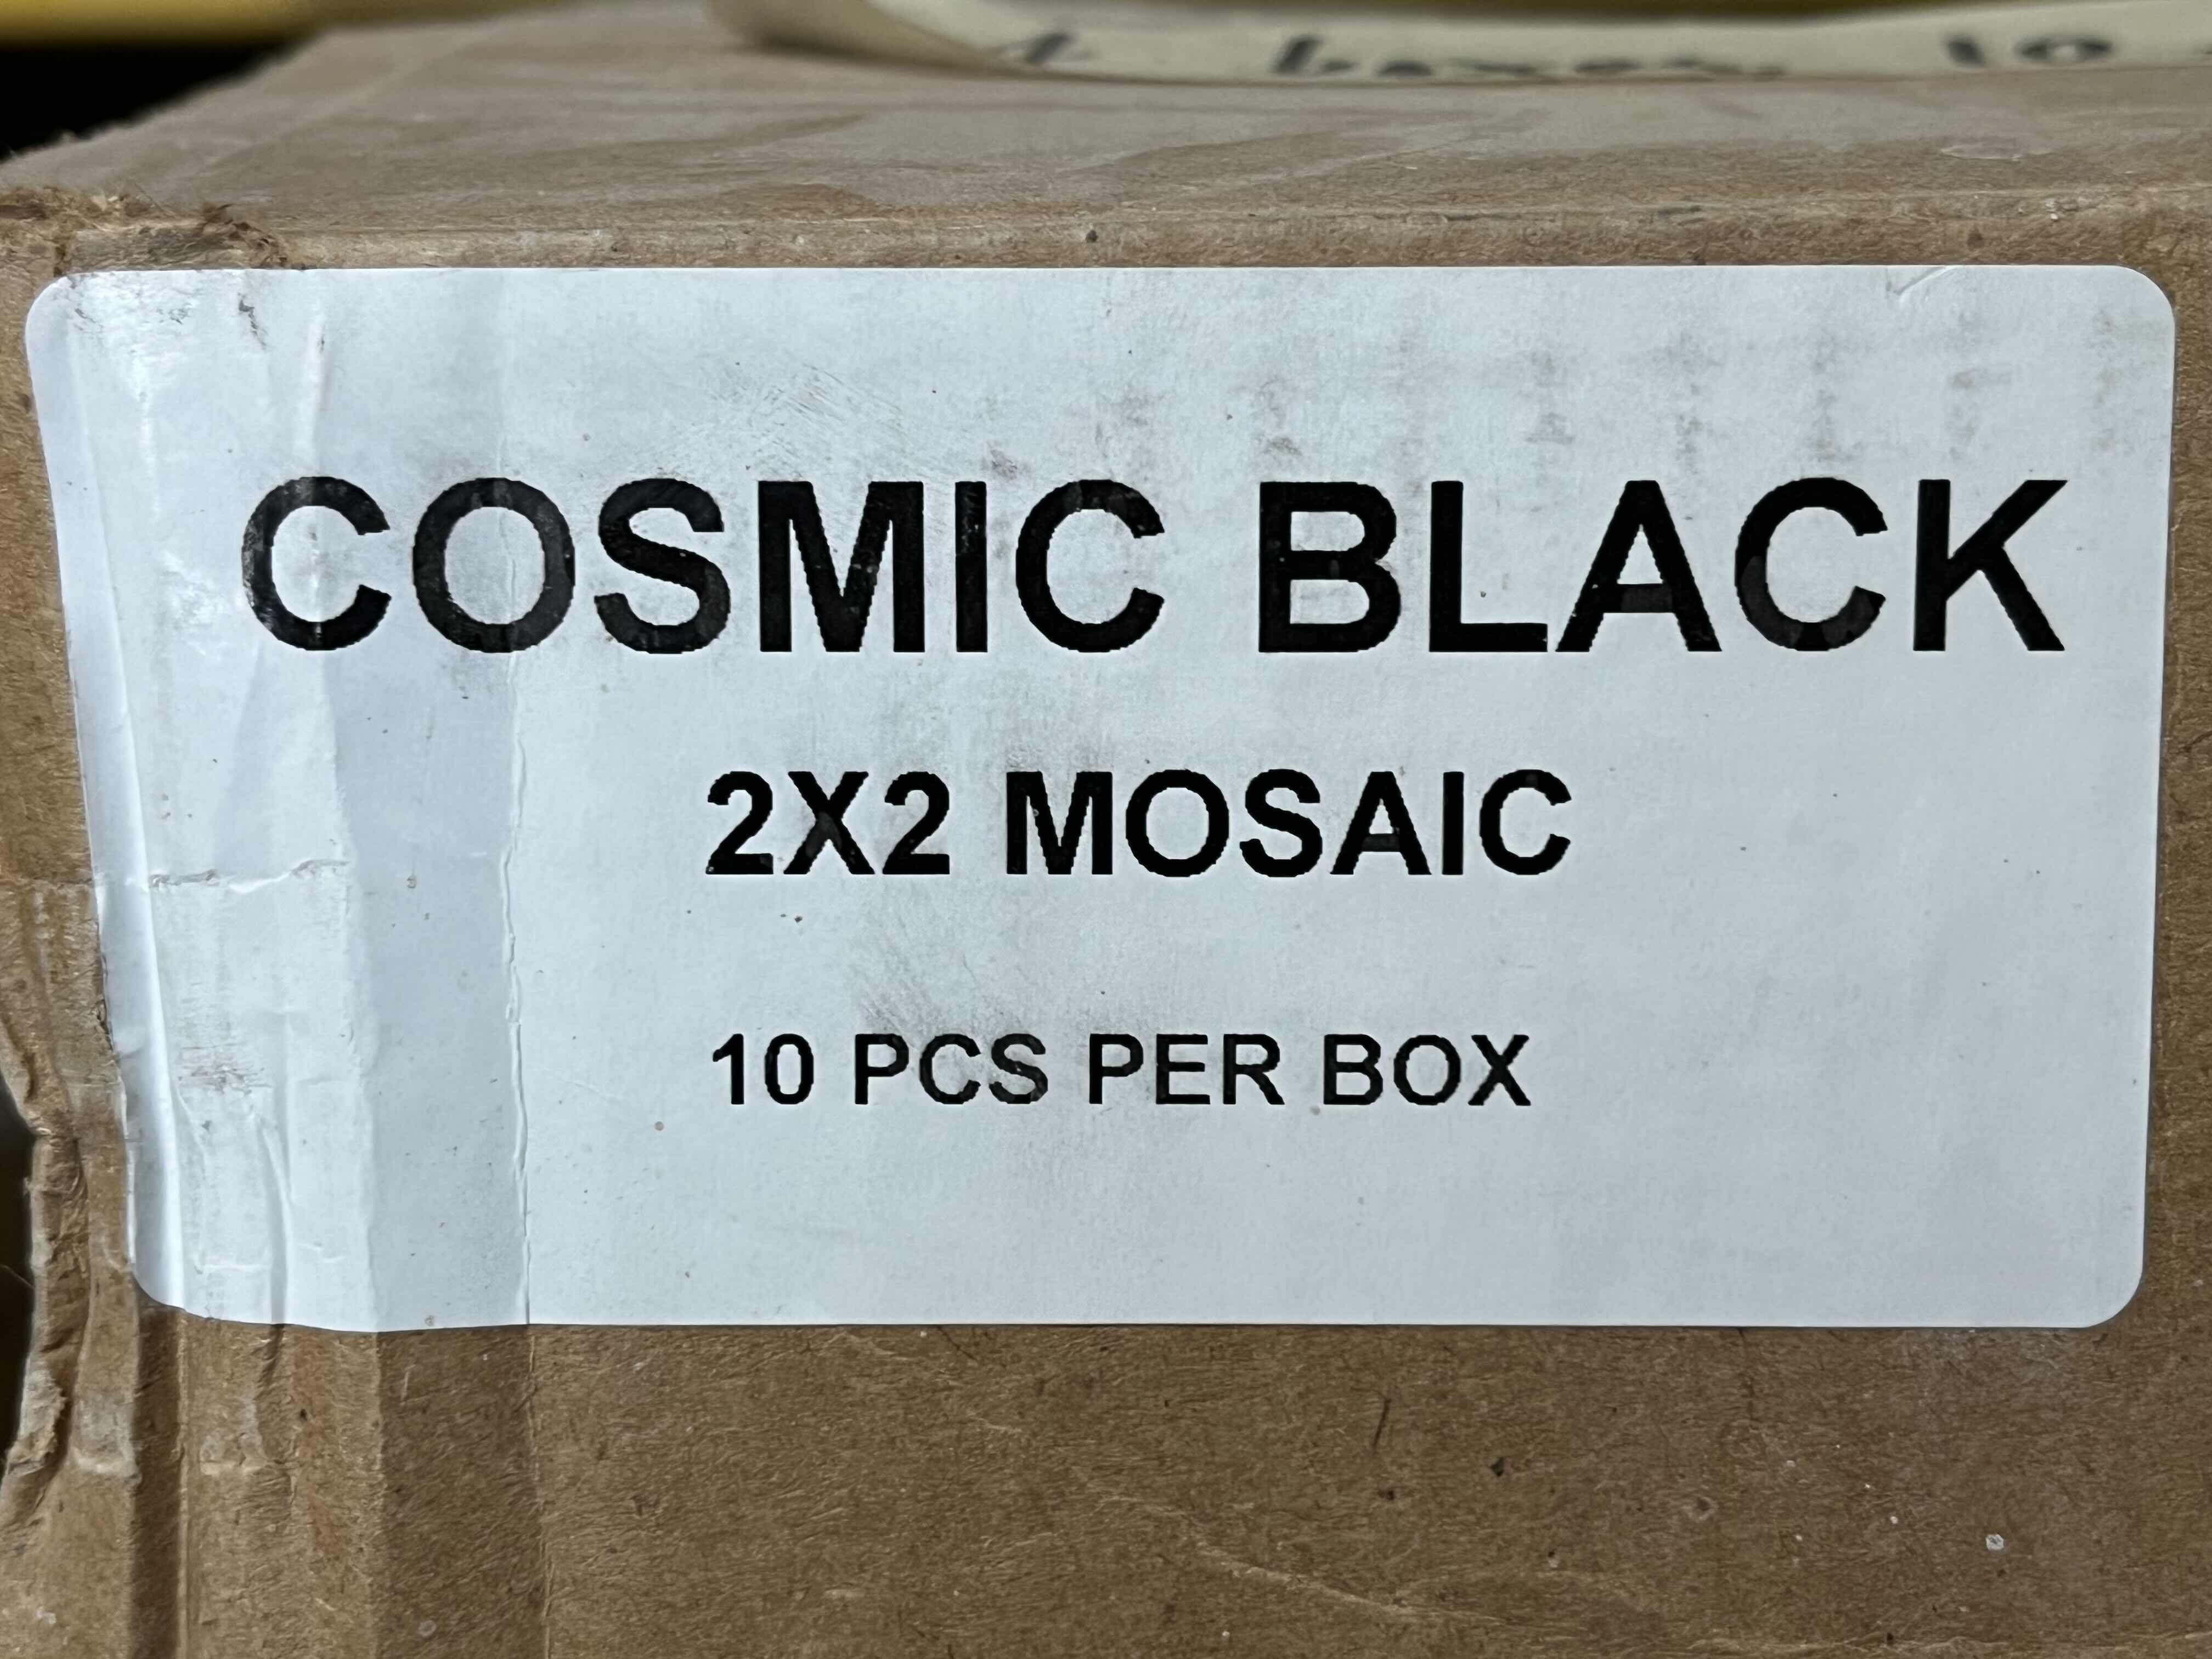 COSMIC BLACK
2X2 MOSAIC
10 PCS PER BOX